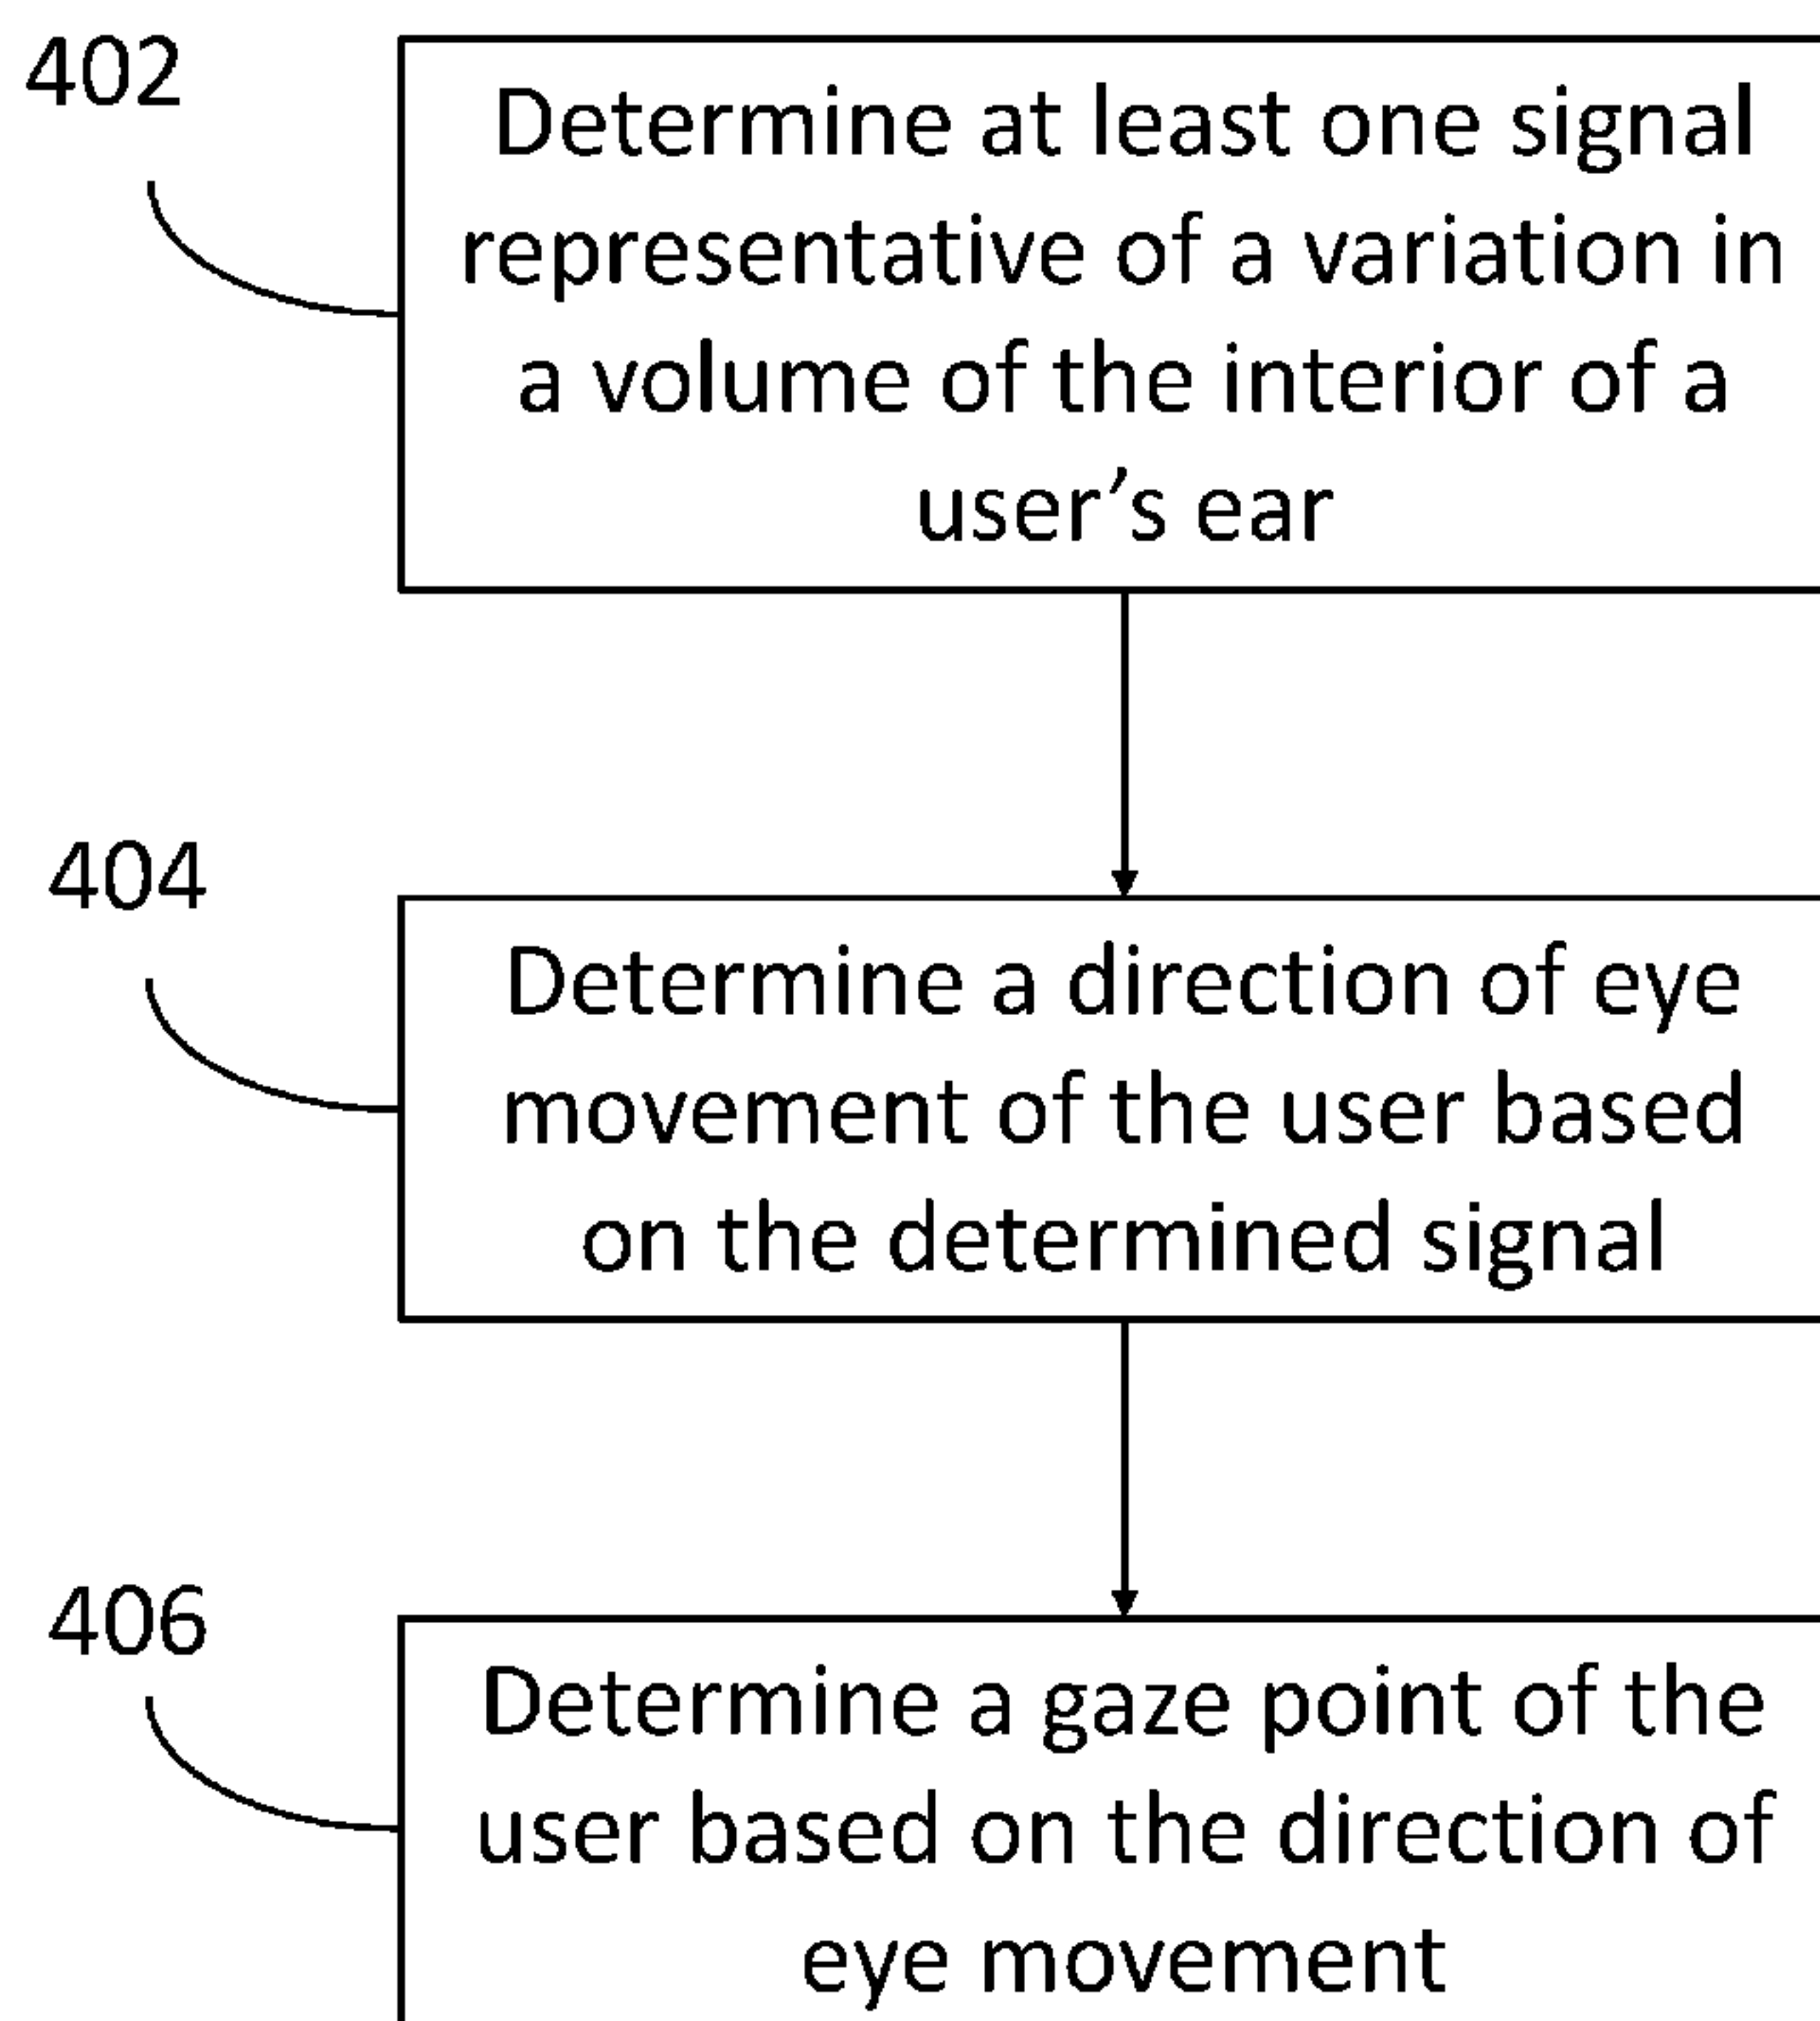 402
Determine at least one signal
representative of a variation in
a volume of the interior of a
user’s ear
404
Determine a direction of eye
movement of the user based
on the determined signal
406
Determine a gaze point of the
user based on the direction of
eye movement